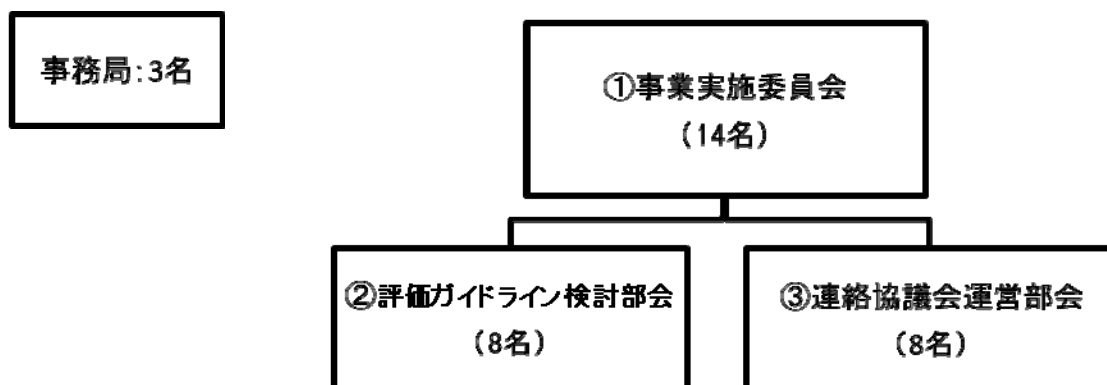 事務局:3名
①事業実施委員会
(14名)
②評価ガイドライン検討部会
(8名)
③連絡協議会運営部会
(8名)